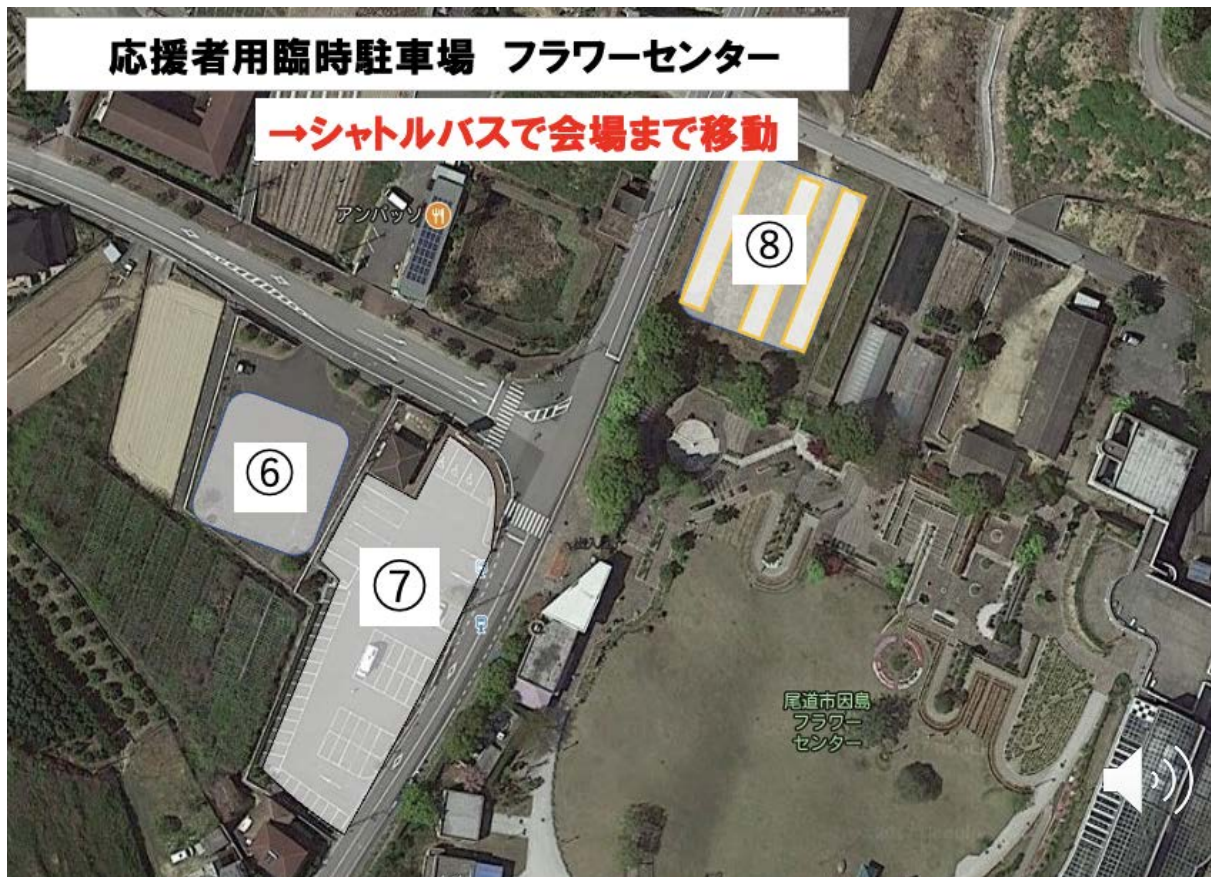 応援者用臨時駐車場 フラワーセンター
→シャトルバスで会場まで移動
アンバッソ
⑧
⑥
⑦
尾道市因島
フラワー
センター